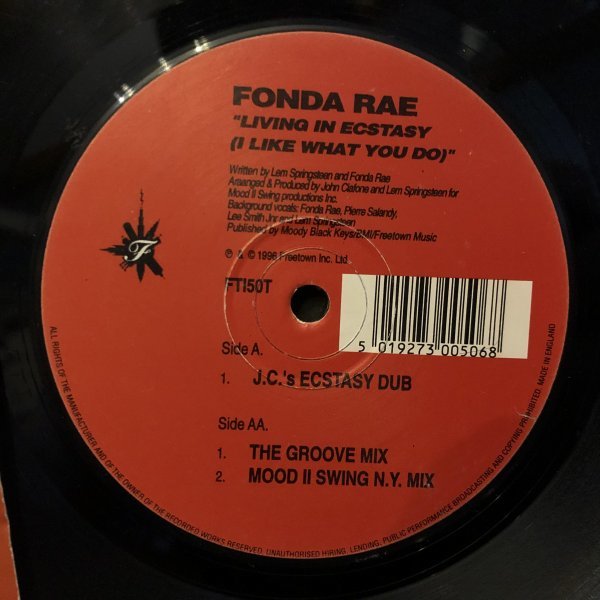 FONDA RAE
"LIVING IN ECSTASY
(I LIKE WHAT YOU DO)"
Written by Lem Springsteen and Fonda Rae
Araanged & Produced by John Ciafone and Lem Springsteen for
Mood II Swing productions Inc.
Background vocals: Fonda Rae, Pierre Salandy,
Lee Smith Jnr and Lem Springsteen
Published by Moody Black Keys/BMI/Freetown Music
℗ & © 1996 Freetown Inc. Ltd
F
FTI50T
5 019273 005068
Side A.
1. J.C.'s ECSTASY DUB
Side AA.
1. THE GROOVE MIX
2. MOOD II SWING N.Y. MIX
ALL RIGHTS OF THE MANUFACTURER AND OF THE OWNER OF THE RECORDED WORKS RESERVED. UNAUTHORISED HIRING, LENDING, PUBLIC PERFORMANCE BROADCASTING AND COPYING PROHIBITED. MADE IN ENGLAND